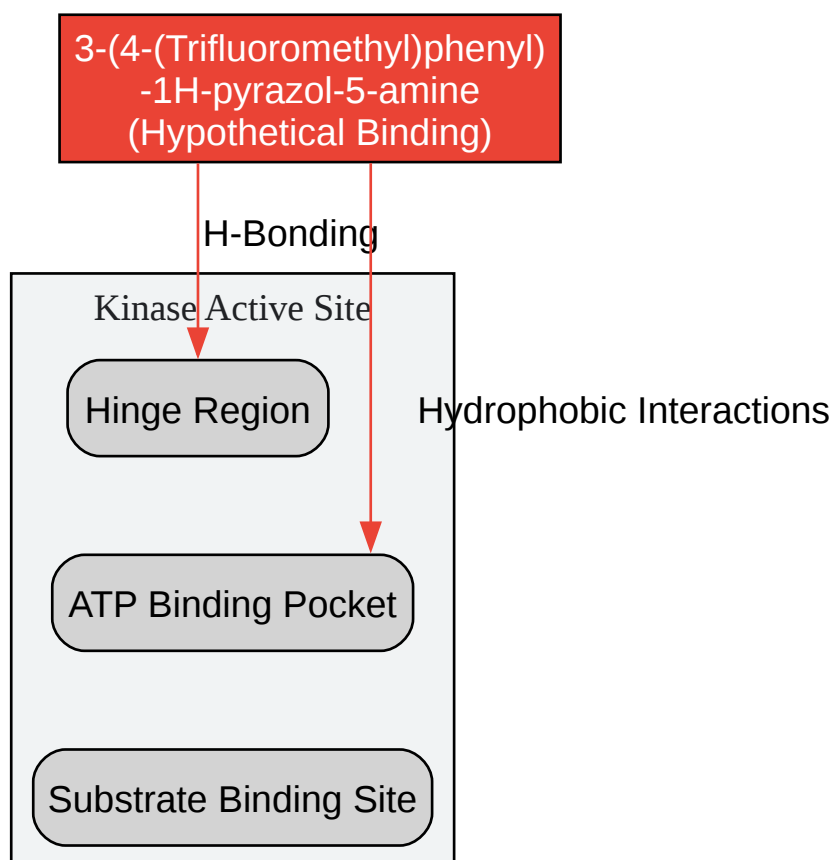 3-(4-(Trifluoromethyl)phenyl)
-1H-pyrazol-5-amine
(Hypothetical Binding)
H-Bonding
Kinase Active Site
Hinge Region
Hydrophobic Interactions
ATP Binding Pocket
Substrate Binding Site